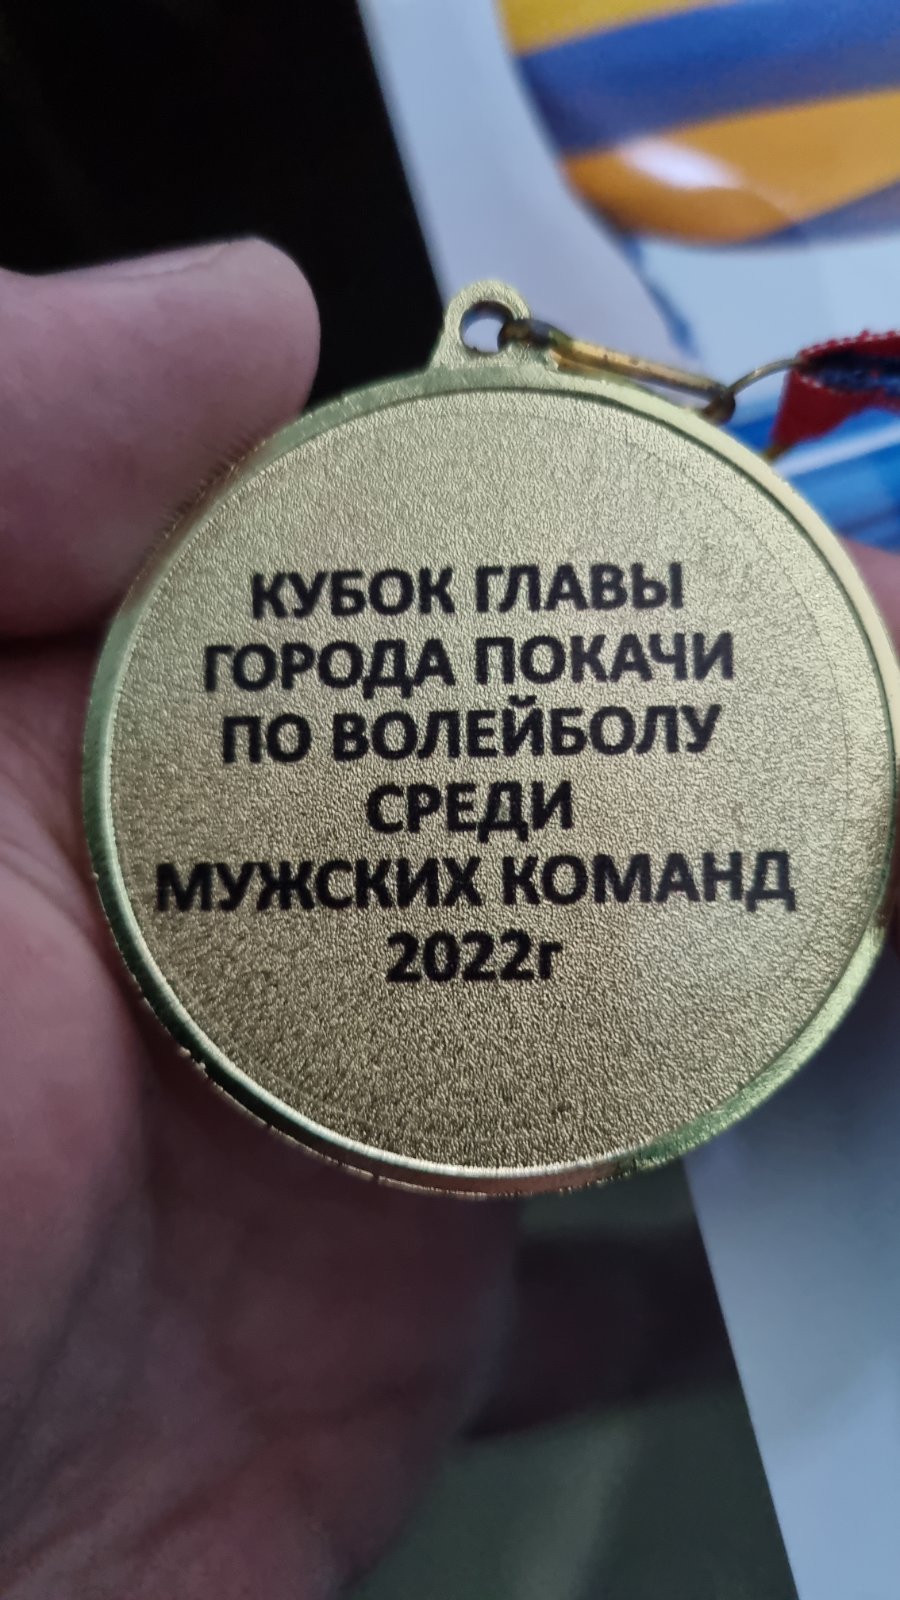 КУБОК ГЛАВЫ
ГОРОДА ПОКАЧИ
ПО ВОЛЕЙБОЛУ
СРЕДИ
МУЖСКИХ КОМАНД
2022г